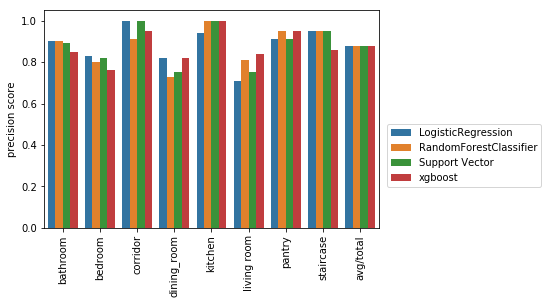 1.0
0.8
0.6
0.4
0.2
0.0
precision score
bathroom
bedroom
corridor
dining_room
kitchen
living room
pantry
staircase
avg/total
LogisticRegression
RandomForestClassifier
Support Vector
xgboost